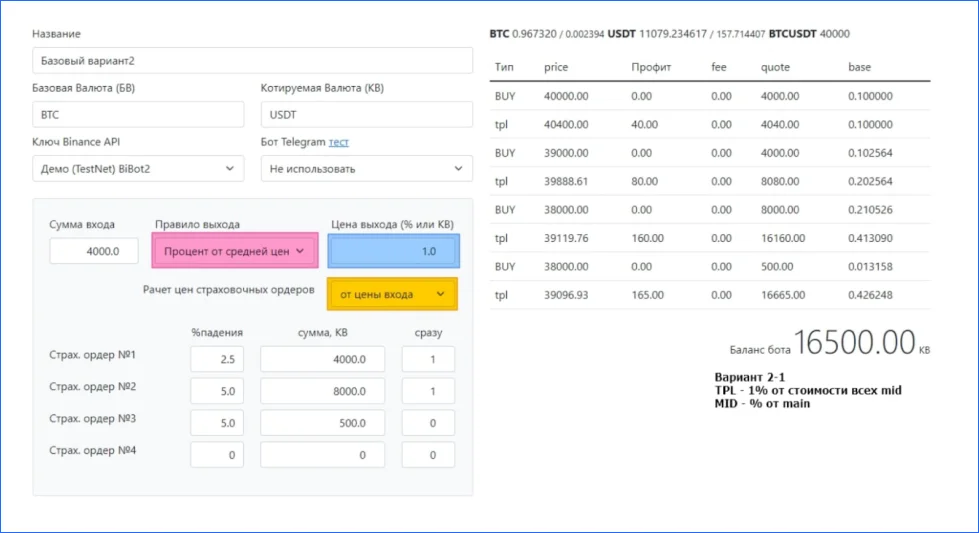 Название
Базовый вариант2
Базовая Валюта (БВ) Котируемая Валюта (КВ)
BTC USDT
Ключ Binance API Бот Telegram тест
Демо (TestNet) BiBot2 Не использовать
Сумма входа Правило выхода Цена выхода (% или КВ)
4000.0 Процент от средней цен 1.0
Рачет цен страховочных ордеров от цены входа
%падения сумма, КВ сразу
Страх. ордер №1 2.5 4000.0 1
Страх. ордер №2 5.0 8000.0 1
Страх. ордер №3 5.0 500.0 0
Страх. ордер №4 0 0 0
BTC 0.967320 / 0.002394 USDT 11079.234617 / 157.714407 BTCUSDT 40000
Тип price Профит fee quote base
BUY 40000.00 0.00 0.00 4000.00 0.100000
tpl 40400.00 40.00 0.00 4040.00 0.100000
BUY 39000.00 0.00 0.00 4000.00 0.102564
tpl 39888.61 80.00 0.00 8080.00 0.202564
BUY 38000.00 0.00 0.00 8000.00 0.210526
tpl 39119.76 160.00 0.00 16160.00 0.413090
BUY 38000.00 0.00 0.00 500.00 0.013158
tpl 39096.93 165.00 0.00 16665.00 0.426248
Баланс бота 16500.00 КВ
Вариант 2-1
TPL - 1% от стоимости всех mid
MID - % от main